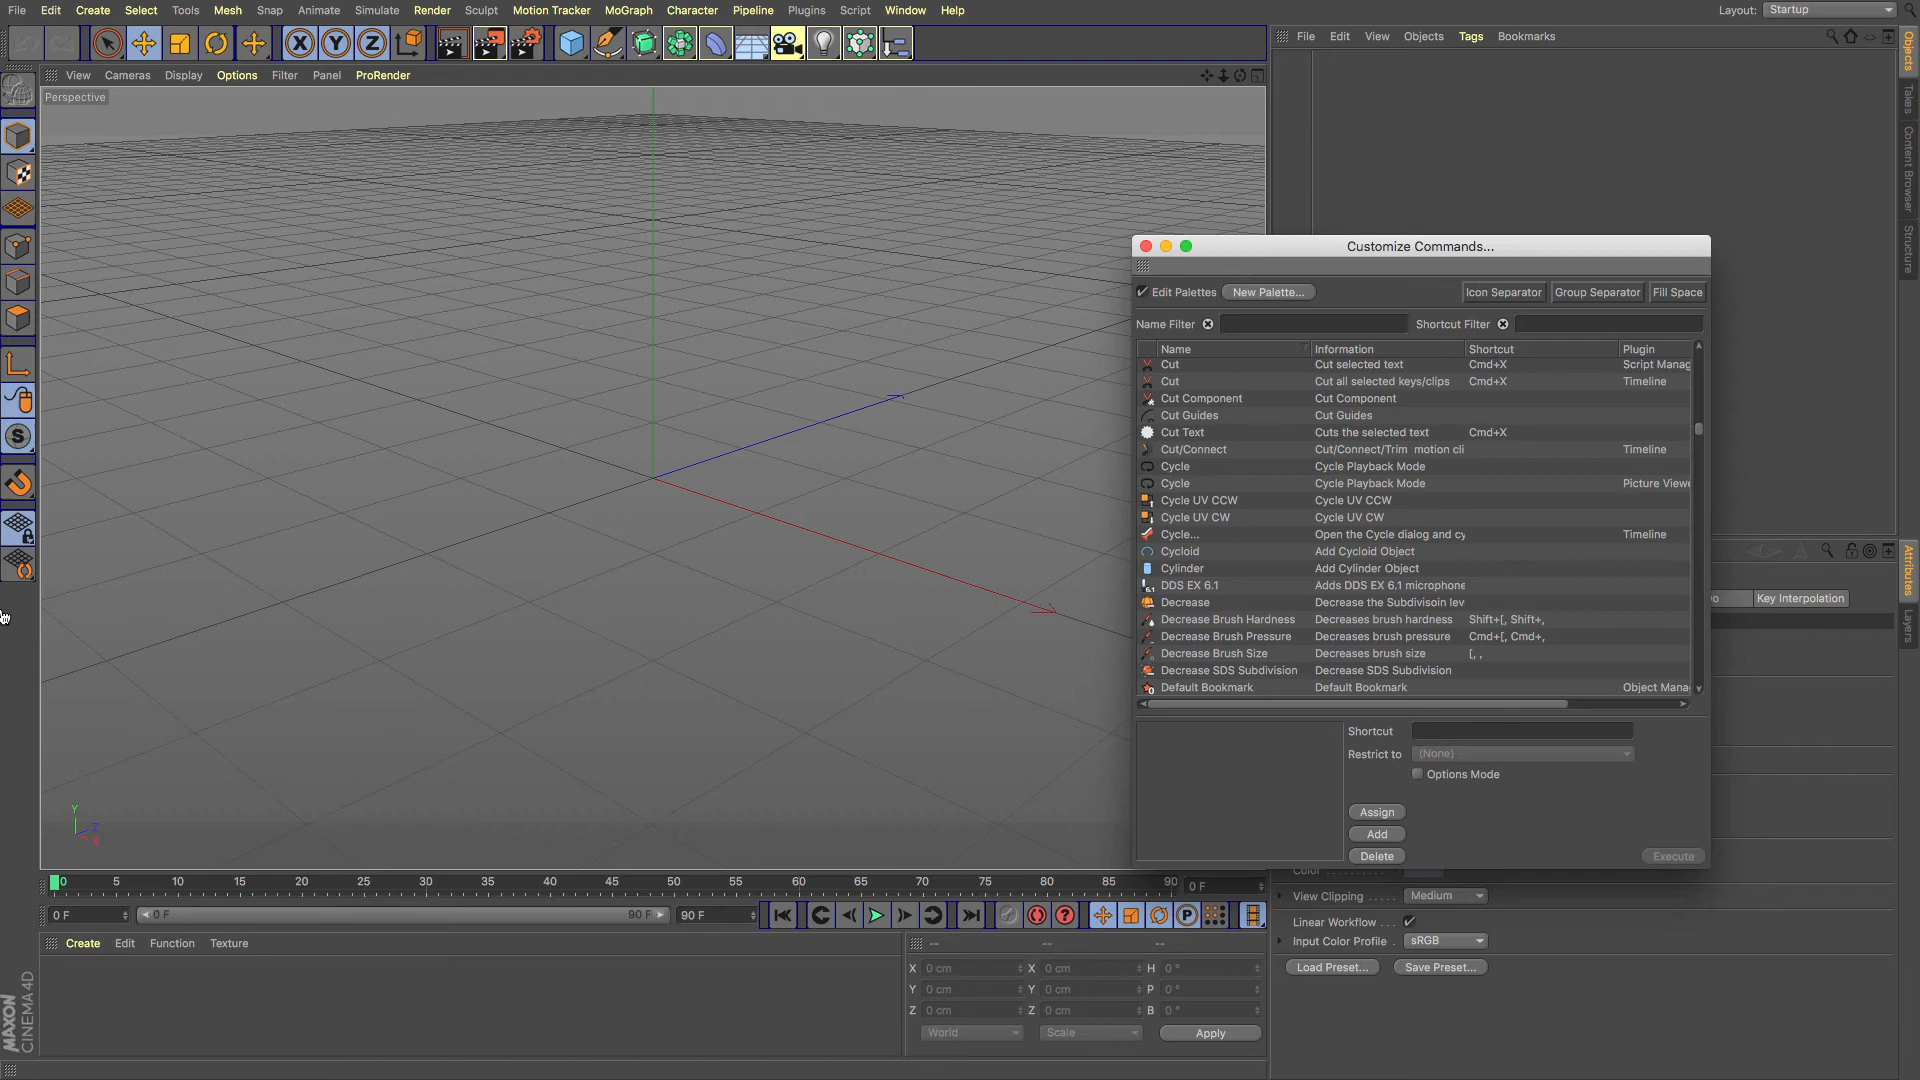 File Edit Create Select Tools Mesh Snap Animate Simulate Render Sculpt Motion Tracker MoGraph Character Pipeline Plugins Script Window Help Layout: Startup
X Y Z
File Edit View Objects Tags Bookmarks
View Cameras Display Options Filter Panel ProRender
Perspective
Objects
Takes
Content Browser
Structure
Customize Commands...
Edit Palettes New Palette... Icon Separator Group Separator Fill Space
Name Filter Shortcut Filter
Name Information Shortcut Plugin
Cut Cut selected text Cmd+X Script Manag
Cut Cut all selected keys/clips Cmd+X Timeline
Cut Component Cut Component
Cut Guides Cut Guides
Cut Text Cuts the selected text Cmd+X
Cut/Connect Cut/Connect/Trim motion cli Timeline
Cycle Cycle Playback Mode
Cycle Cycle Playback Mode Picture Viewe
Cycle UV CCW Cycle UV CCW
Cycle UV CW Cycle UV CW
Cycle... Open the Cycle dialog and cy Timeline
Cycloid Add Cycloid Object
Cylinder Add Cylinder Object
DDS EX 6.1 Adds DDS EX 6.1 microphone
Decrease Decrease the Subdivisoin lev
Decrease Brush Hardness Decreases brush hardness Shift+[, Shift+,
Decrease Brush Pressure Decreases brush pressure Cmd+[, Cmd+,
Decrease Brush Size Decreases brush size [, ,
Decrease SDS Subdivision Decrease SDS Subdivision
Default Bookmark Default Bookmark Object Mana
Attributes
Layers
Key Interpolation
Shortcut
Restrict to (None)
Options Mode
Assign
Add
Delete Execute
Y
Z
X
0 5 10 15 20 25 30 35 40 45 50 55 60 65 70 75 80 85 90 0 F
0 F 0 F 90 F 90 F P
Color
View Clipping Medium
Linear Workflow
Input Color Profile sRGB
Load Preset... Save Preset...
Create Edit Function Texture
-- -- --
X 0 cm X 0 cm H 0 °
Y 0 cm Y 0 cm P 0 °
Z 0 cm Z 0 cm B 0 °
World Scale Apply
MAXON
CINEMA 4D